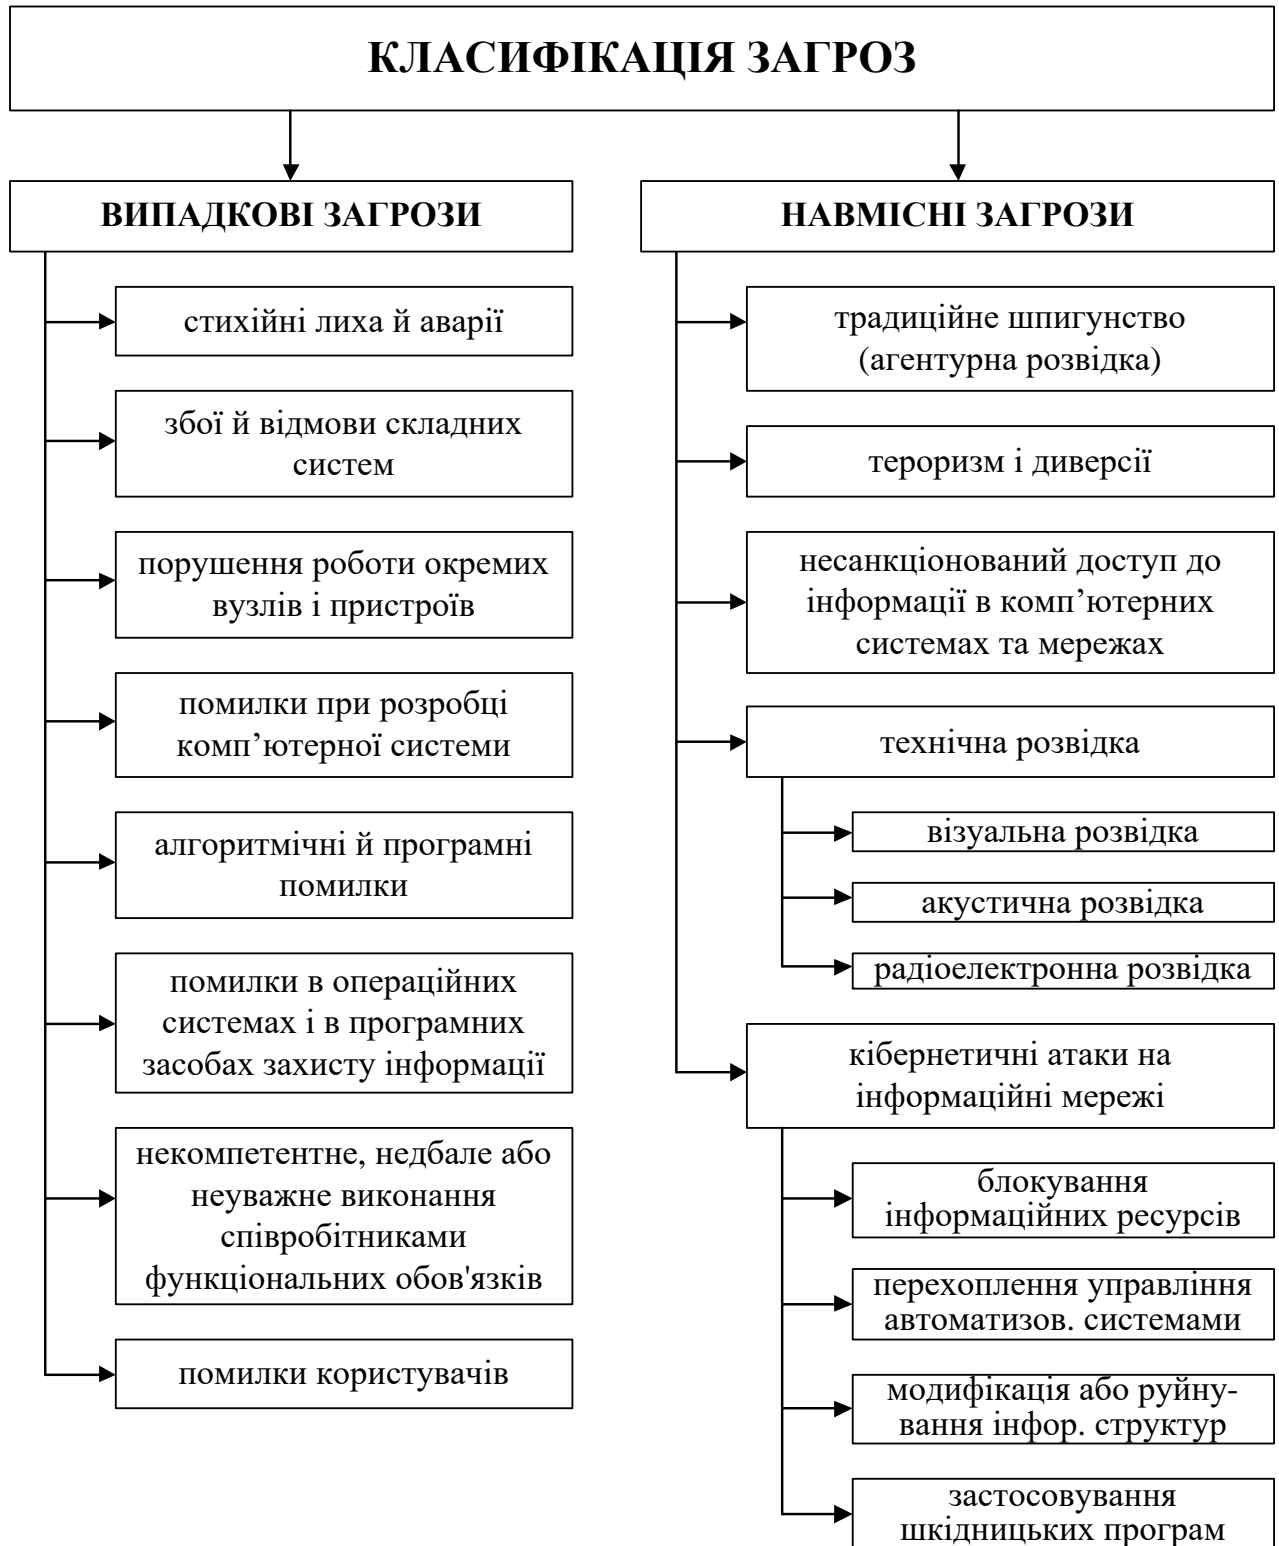 КЛАСИФІКАЦІЯ ЗАГРОЗ
ВИПАДКОВІ ЗАГРОЗИ
стихійні лиха й аварії
збої й відмови складних
систем
порушення роботи окремих
вузлів і пристроїв
помилки при розробці
комп’ютерної системи
алгоритмічні й програмні
помилки
помилки в операційних
системах і в програмних
засобах захисту інформації
некомпетентне, недбале або
неуважне виконання
співробітниками
функціональних обов'язків
помилки користувачів
НАВМІСНІ ЗАГРОЗИ
традиційне шпигунство
(агентурна розвідка)
тероризм і диверсії
несанкціонований доступ до
інформації в комп’ютерних
системах та мережах
технічна розвідка
візуальна розвідка
акустична розвідка
радіоелектронна розвідка
кібернетичні атаки на
інформаційні мережі
блокування
інформаційних ресурсів
перехоплення управління
автоматизов. системами
модифікація або руйну-
вання інфор. структур
застосовування
шкідницьких програм